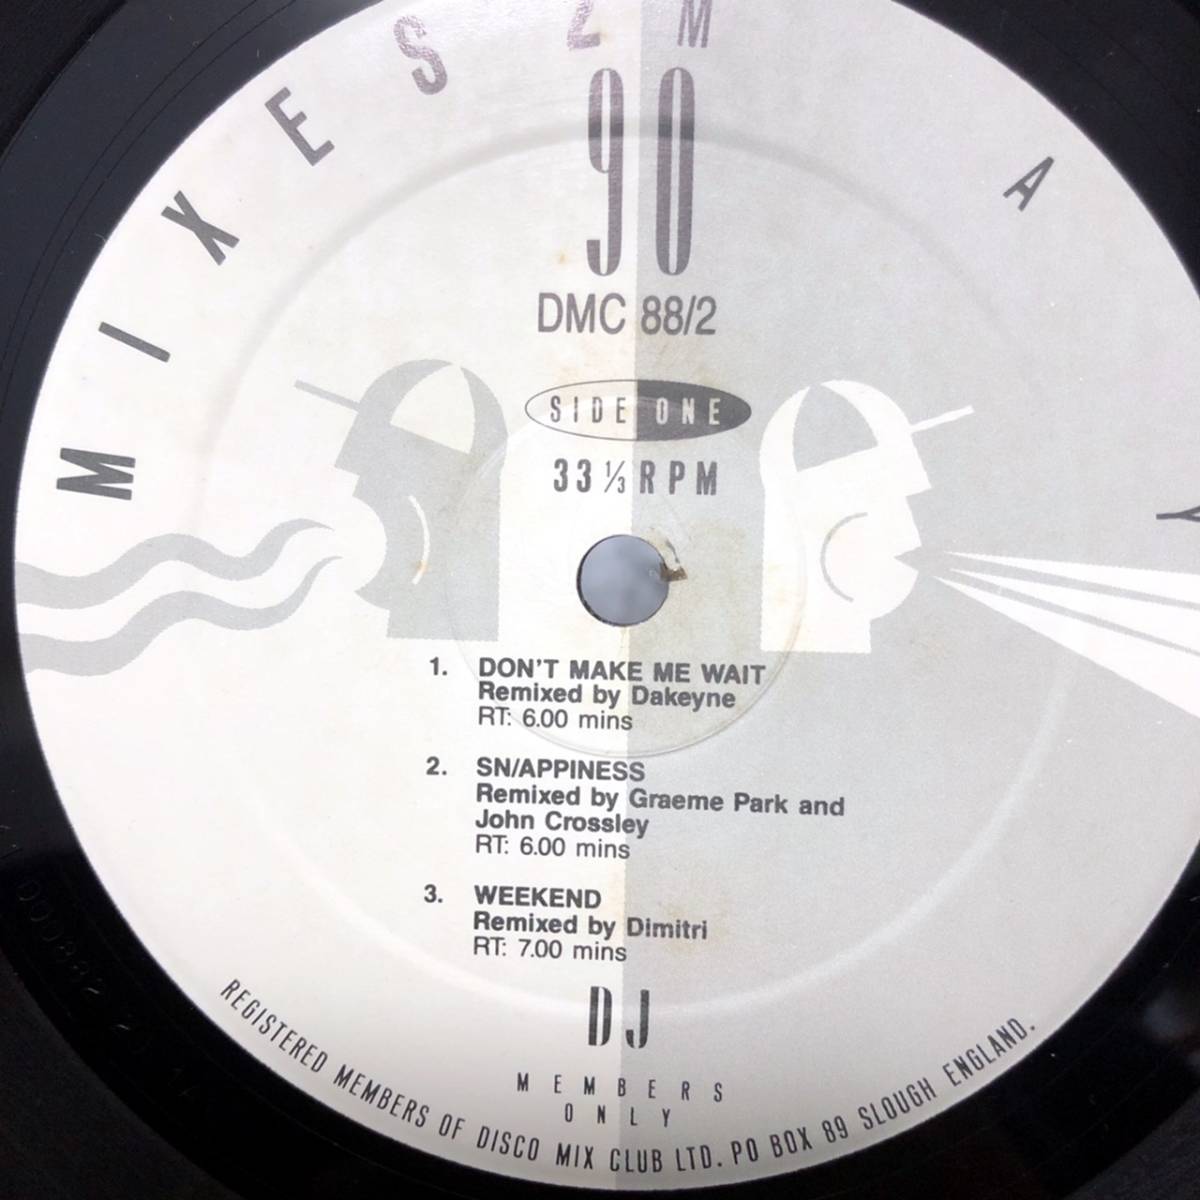 MIXES 2 MAY
90
DMC 88/2
SIDE ONE
33 ⅓ RPM
1. DON'T MAKE ME WAIT
Remixed by Dakeyne
RT: 6.00 mins
2. SN/APPINESS
Remixed by Graeme Park and
John Crossley
RT: 6.00 mins
3. WEEKEND
Remixed by Dimitri
RT: 7.00 mins
DJ
MEMBERS
ONLY
REGISTERED MEMBERS OF DISCO MIX CLUB LTD. PO BOX 89 SLOUGH ENGLAND.